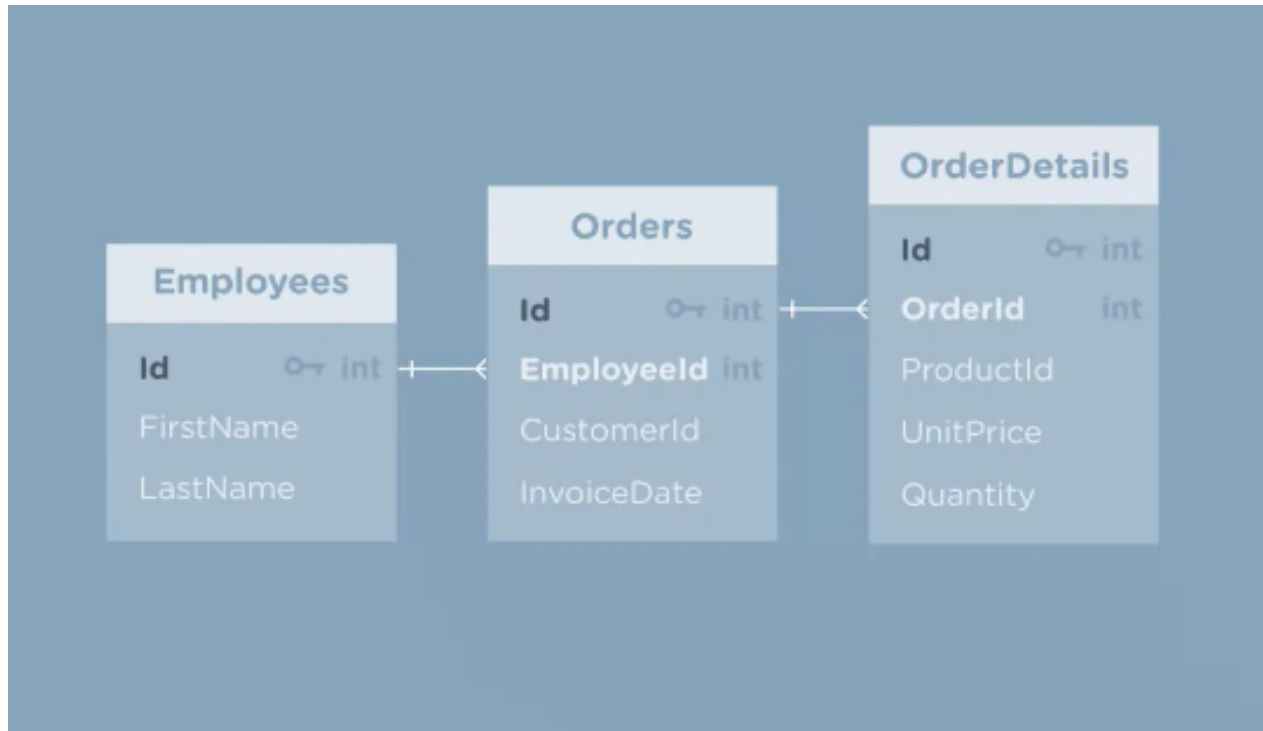 Employees
Id int
FirstName
LastName
Orders
Id int
EmployeeId int
CustomerId
InvoiceDate
OrderDetails
Id int
OrderId int
ProductId
UnitPrice
Quantity